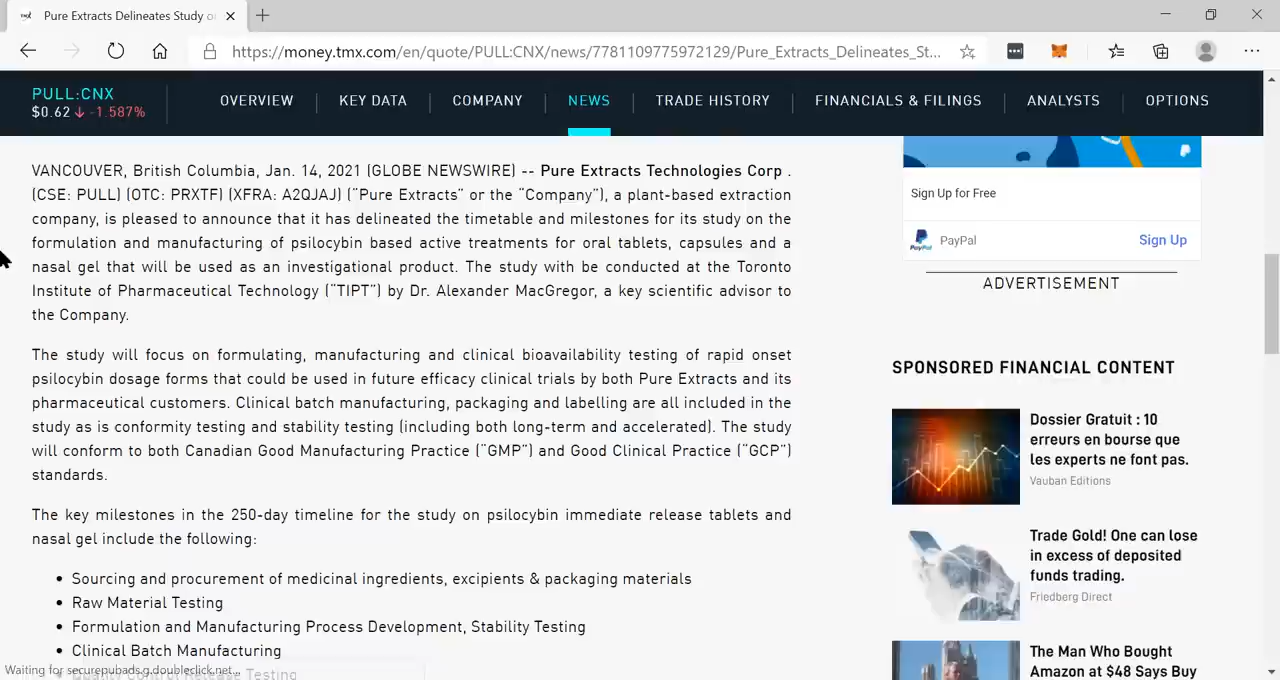 Pure Extracts Delineates Study o
https://money.tmx.com/en/quote/PULL:CNX/news/7781109775972129/Pure_Extracts_Delineates_St...
PULL:CNX
$0.62 ↓ -1.587%
OVERVIEW
KEY DATA
COMPANY
NEWS
TRADE HISTORY
FINANCIALS & FILINGS
ANALYSTS
OPTIONS
VANCOUVER, British Columbia, Jan. 14, 2021 (GLOBE NEWSWIRE) -- Pure Extracts Technologies Corp .
(CSE: PULL) (OTC: PRXTF) (XFRA: A2QJAJ) ("Pure Extracts" or the "Company"), a plant-based extraction
company, is pleased to announce that it has delineated the timetable and milestones for its study on the
formulation and manufacturing of psilocybin based active treatments for oral tablets, capsules and a
nasal gel that will be used as an investigational product. The study with be conducted at the Toronto
Institute of Pharmaceutical Technology ("TIPT") by Dr. Alexander MacGregor, a key scientific advisor to
the Company.
The study will focus on formulating, manufacturing and clinical bioavailability testing of rapid onset
psilocybin dosage forms that could be used in future efficacy clinical trials by both Pure Extracts and its
pharmaceutical customers. Clinical batch manufacturing, packaging and labelling are all included in the
study as is conformity testing and stability testing (including both long-term and accelerated). The study
will conform to both Canadian Good Manufacturing Practice ("GMP") and Good Clinical Practice ("GCP")
standards.
The key milestones in the 250-day timeline for the study on psilocybin immediate release tablets and
nasal gel include the following:
• Sourcing and procurement of medicinal ingredients, excipients & packaging materials
• Raw Material Testing
• Formulation and Manufacturing Process Development, Stability Testing
• Clinical Batch Manufacturing
• Quality Control Release Testing
Waiting for securepubads.g.doubleclick.net...
Sign Up for Free
PayPal
PayPal
Sign Up
ADVERTISEMENT
SPONSORED FINANCIAL CONTENT
Dossier Gratuit : 10
erreurs en bourse que
les experts ne font pas.
Vauban Editions
Trade Gold! One can lose
in excess of deposited
funds trading.
Friedberg Direct
The Man Who Bought
Amazon at $48 Says Buy